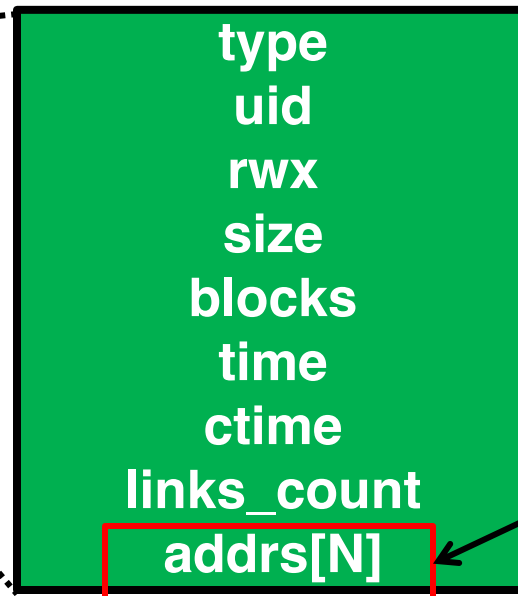 type
uid
rwx
size
blocks
time
ctime
links_count
addrs[N]